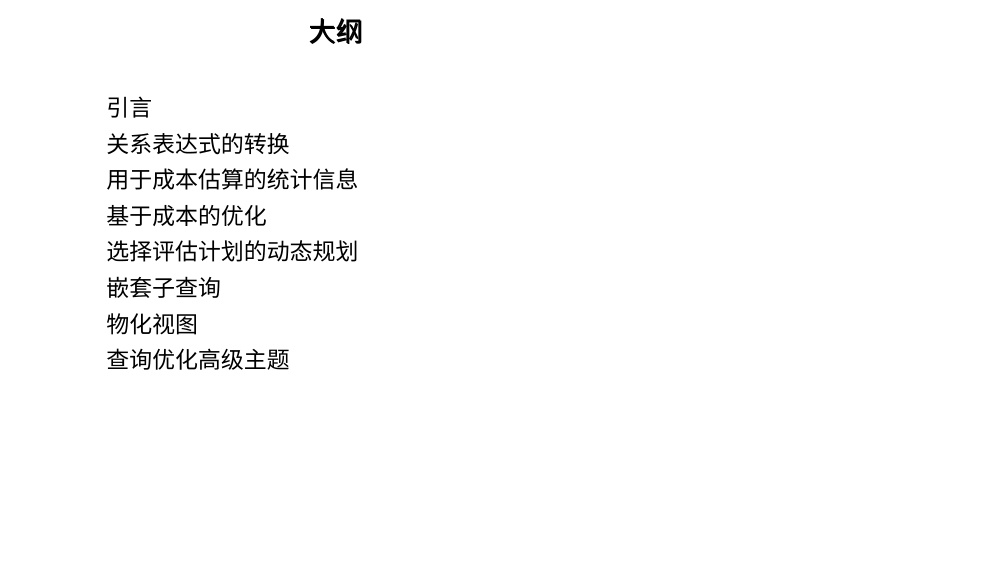 大纲
引言
关系表达式的转换
用于成本估算的统计信息
基于成本的优化
选择评估计划的动态规划
嵌套子查询
物化视图
查询优化高级主题